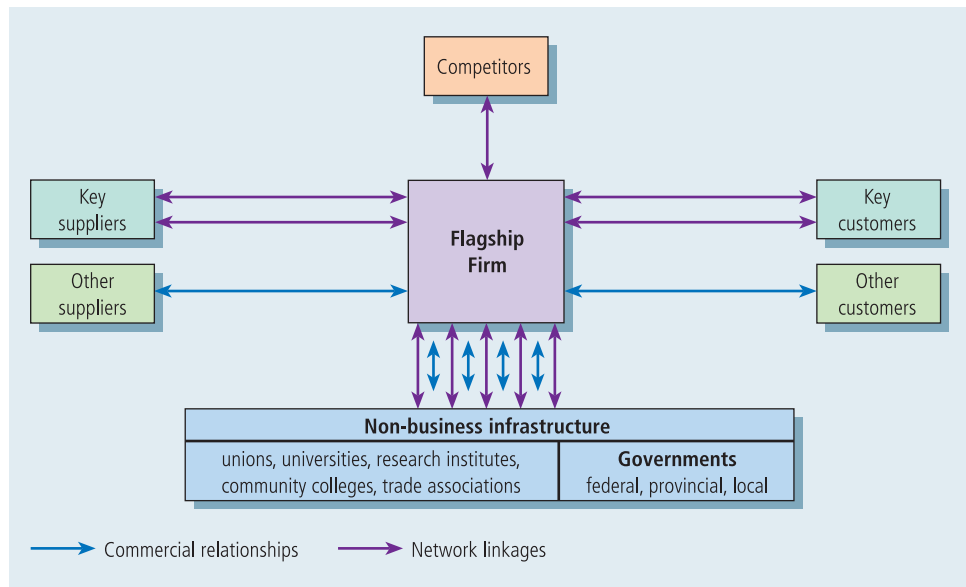 Competitors
Key
suppliers
Flagship
Firm
Key
customers
Other
suppliers
Other
customers
Non-business infrastructure
unions, universities, research institutes,
community colleges, trade associations
Governments
federal, provincial, local
Commercial relationships
Network linkages